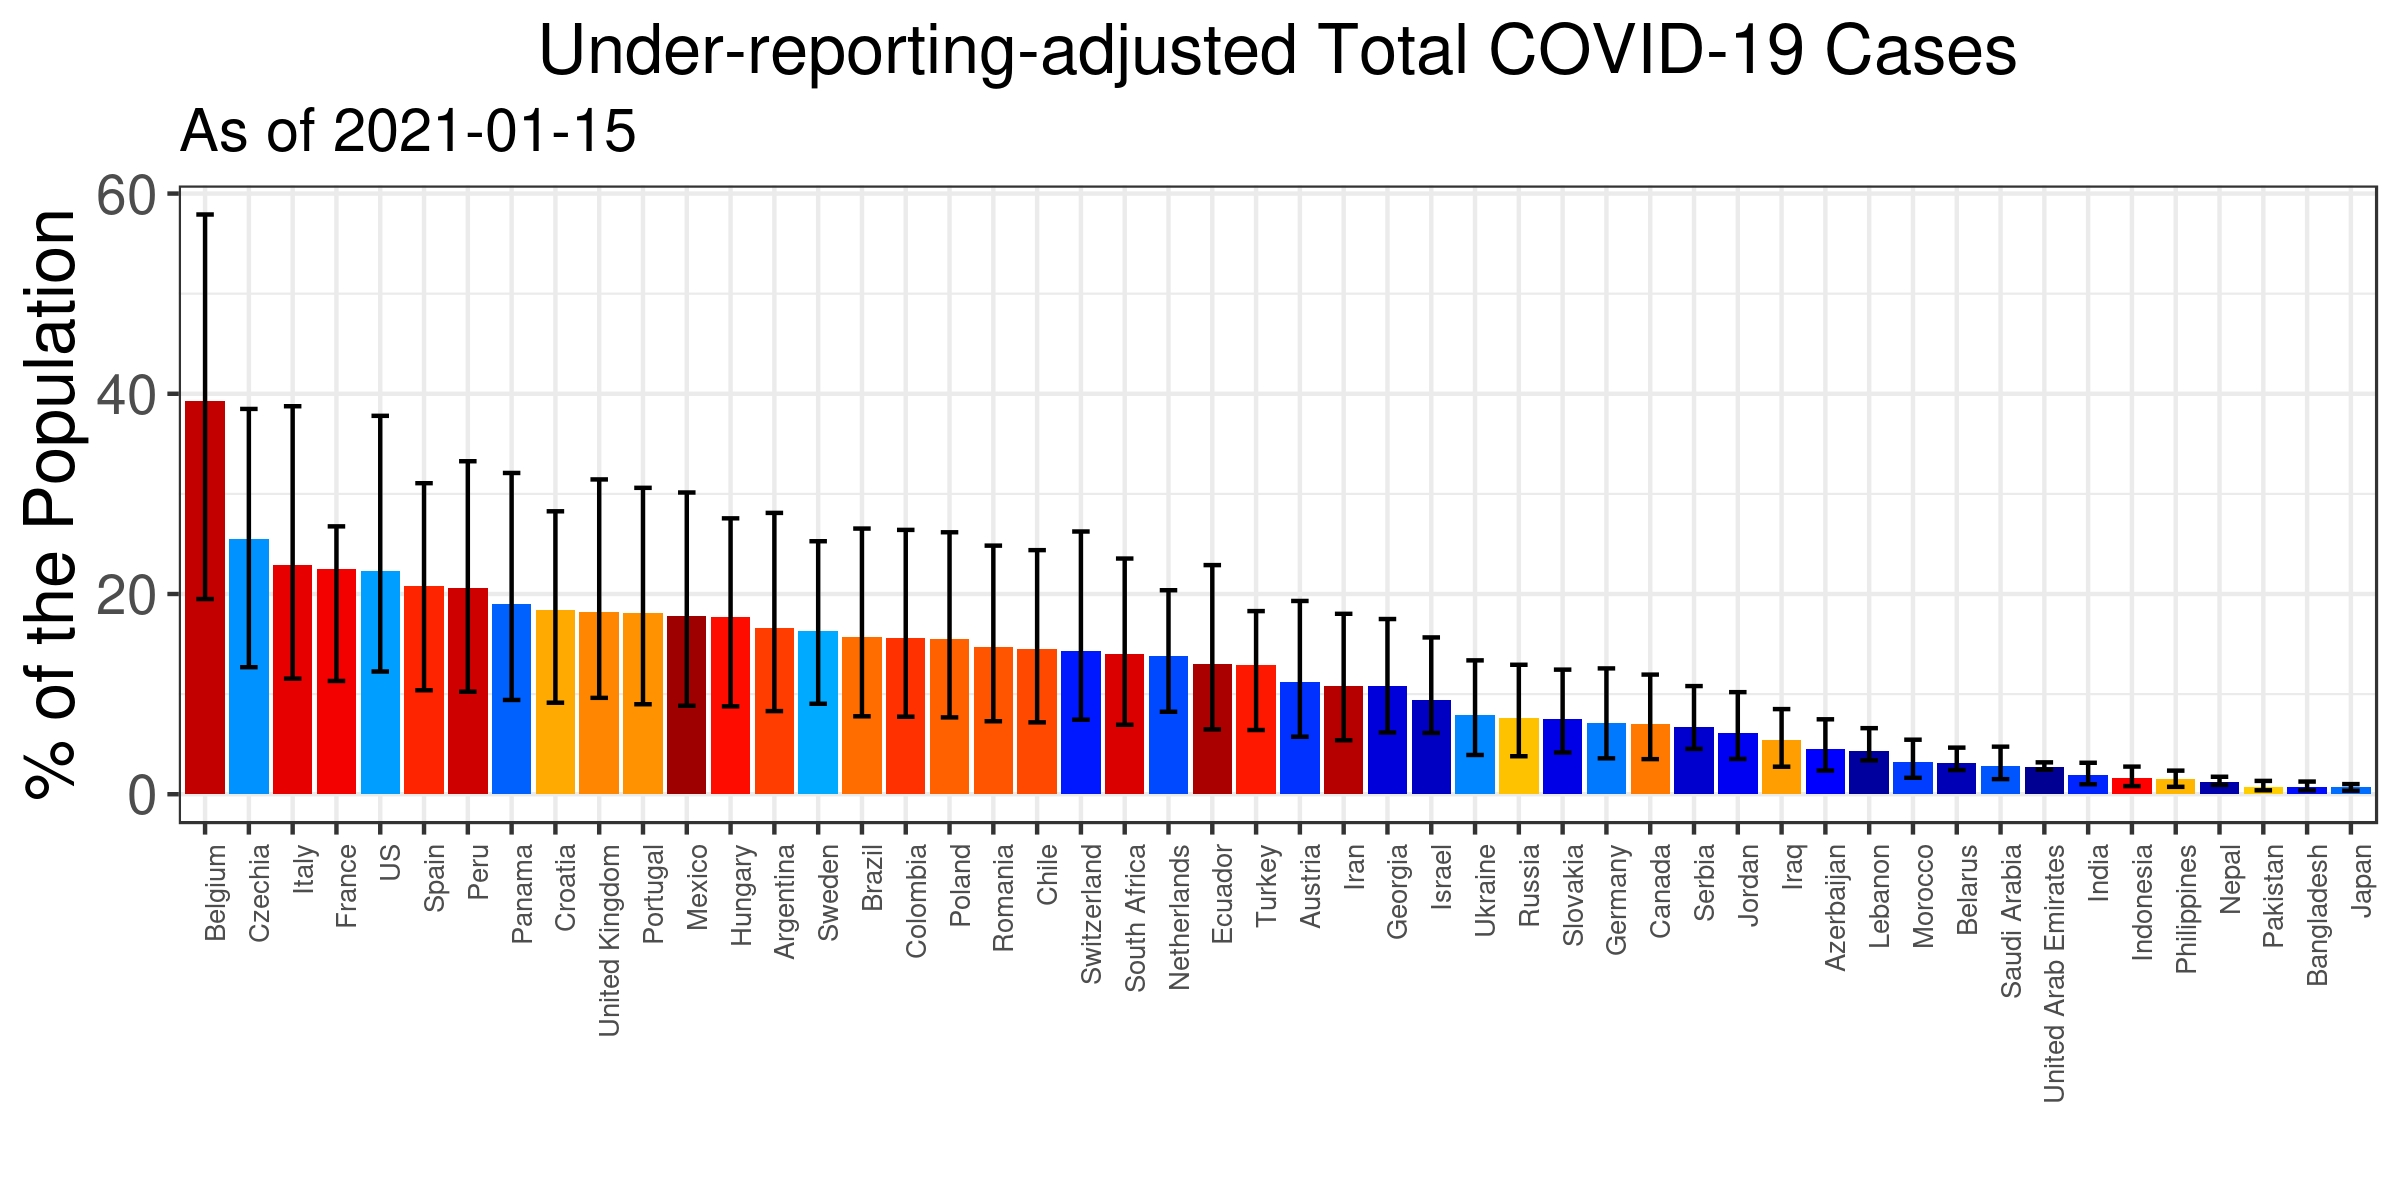 Under-reporting-adjusted Total COVID-19 Cases
As of 2021-01-15
% of the Population
60
40
20
0
Belgium
Czechia
Italy
France
US
Spain
Peru
Panama
Croatia
United Kingdom
Portugal
Mexico
Hungary
Argentina
Sweden
Brazil
Colombia
Poland
Romania
Chile
Switzerland
South Africa
Netherlands
Ecuador
Turkey
Austria
Iran
Georgia
Israel
Ukraine
Russia
Slovakia
Germany
Canada
Serbia
Jordan
Iraq
Azerbaijan
Lebanon
Morocco
Belarus
Saudi Arabia
United Arab Emirates
India
Indonesia
Philippines
Nepal
Pakistan
Bangladesh
Japan